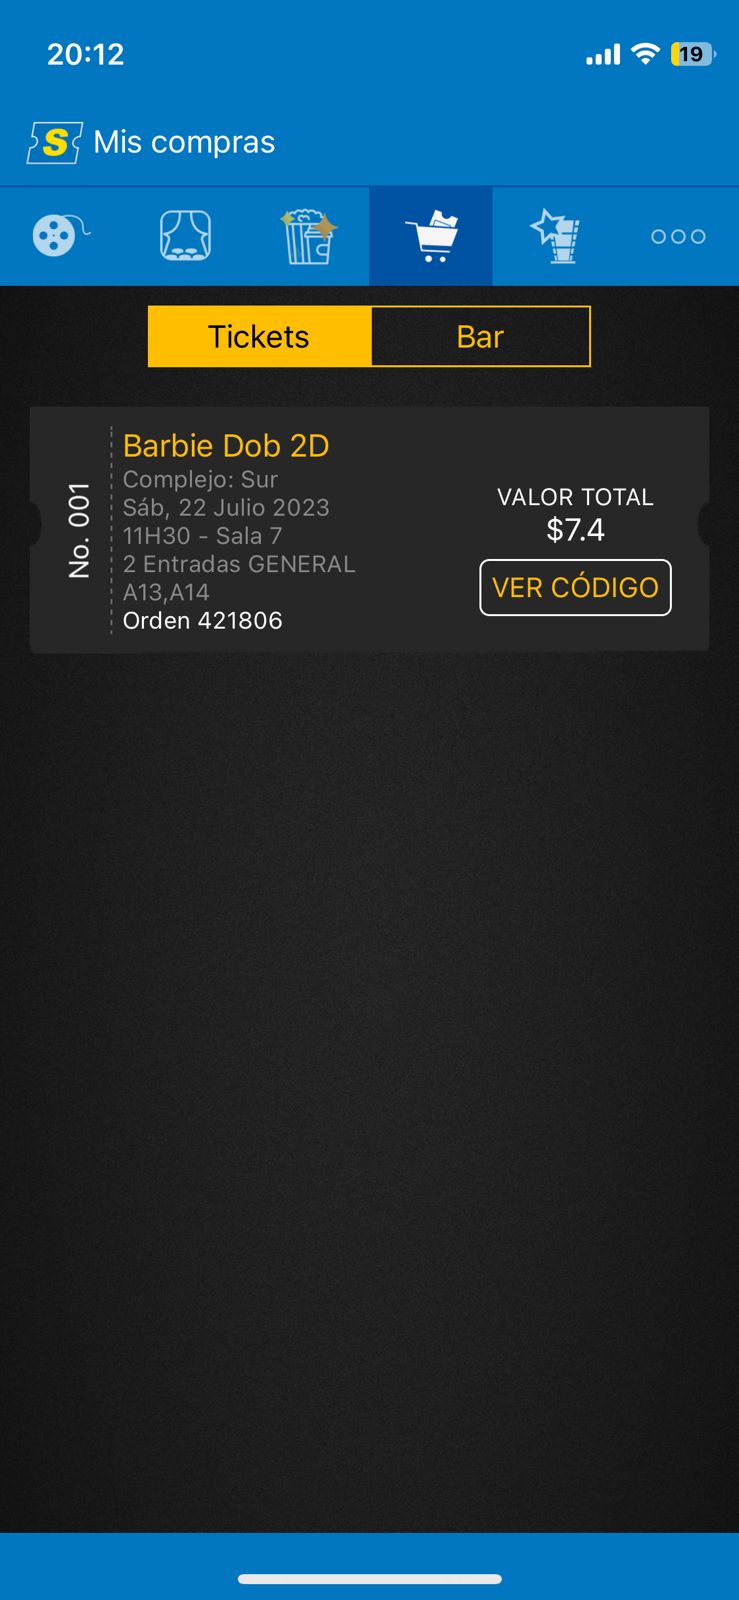 20:12
19
S Mis compras
Tickets
Bar
No. 001
Barbie Dob 2D
Complejo: Sur
Sáb, 22 Julio 2023
11H30 - Sala 7
2 Entradas GENERAL
A13,A14
Orden 421806
VALOR TOTAL
$7.4
VER CÓDIGO